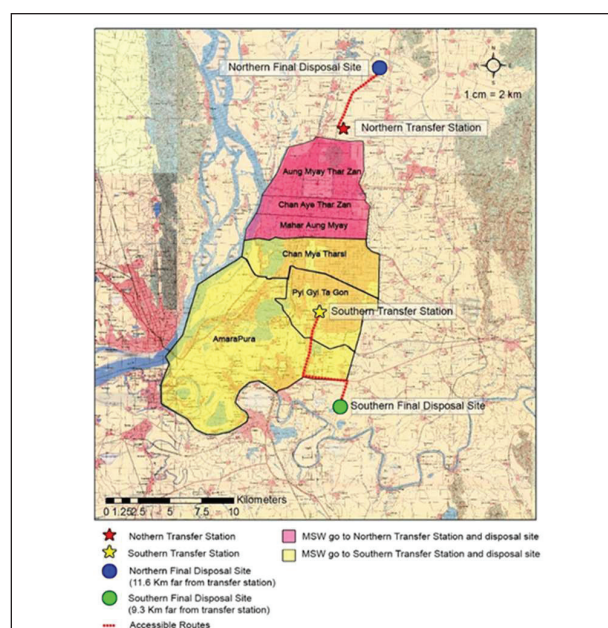 Northern Final Disposal Site
N
1 cm = 2 km
Northern Transfer Station
Aung Myay Thar Zan
Chan Aye Thar Zan
Mahar Aung Myay
Chan Mya Tharsi
Pyi Gyi Ta Gon
Southern Transfer Station
AmaraPura
Southern Final Disposal Site
Kilometers
0 1.25 2.5 5 7.5 10
Nothern Transfer Station
MSW go to Northern Transfer Station and disposal site
Southern Transfer Station
MSW go to Southern Transfer Station and disposal site
Northern Final Disposal Site
(11.6 Km far from transfer station)
Southern Final Disposal Site
(9.3 Km far from transfer station)
Accessible Routes